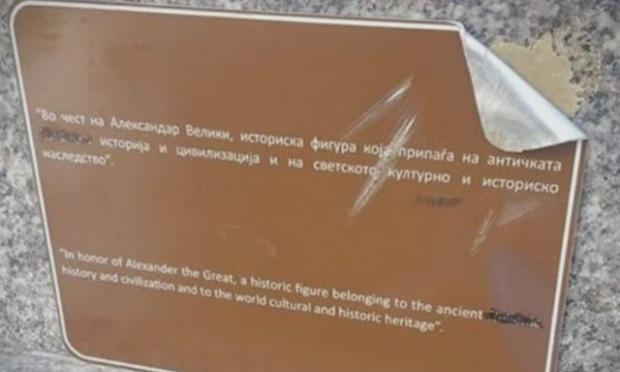 "Во чест на Александар Велики, историска фигура која припаѓа на античката
историја и цивилизација и на светското културно и историско
наследство".
"In honor of Alexander the Great, a historic figure belonging to the ancient
history and civilization and to the world cultural and historic heritage".